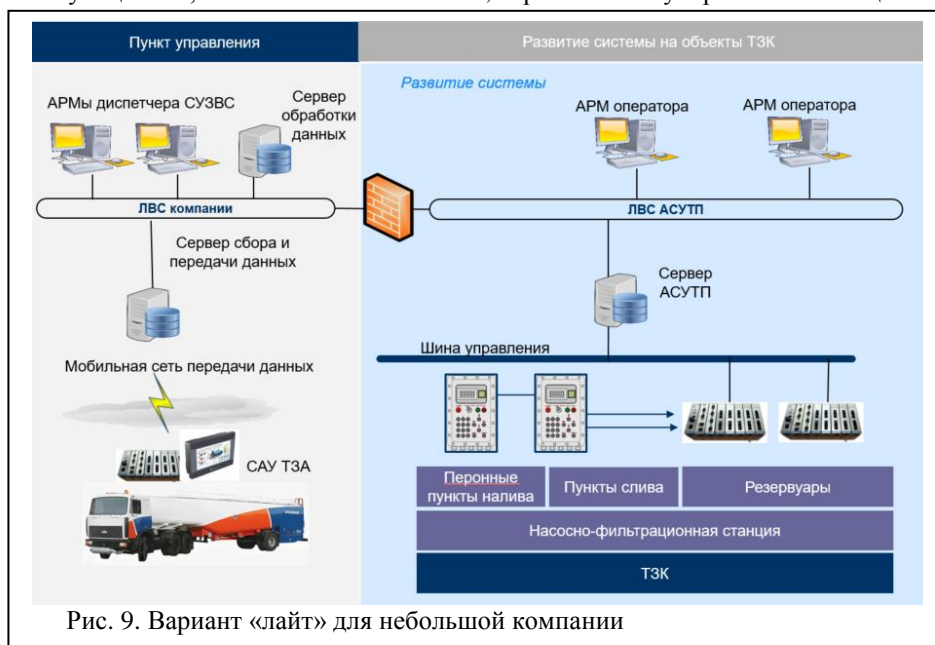 Пункт управления
Развитие системы на объекты ТЗК
Развитие системы
АРМы диспетчера СУЗВС
Сервер
обработки
данных
АРМ оператора
АРМ оператора
ЛВС компании
ЛВС АСУТП
Сервер сбора и
передачи данных
Сервер
АСУТП
Шина управления
Мобильная сеть передачи данных
САУ ТЗА
Перонные
пункты налива
Пункты слива
Резервуары
Насосно-фильтрационная станция
ТЗК
Рис. 9. Вариант «лайт» для небольшой компании